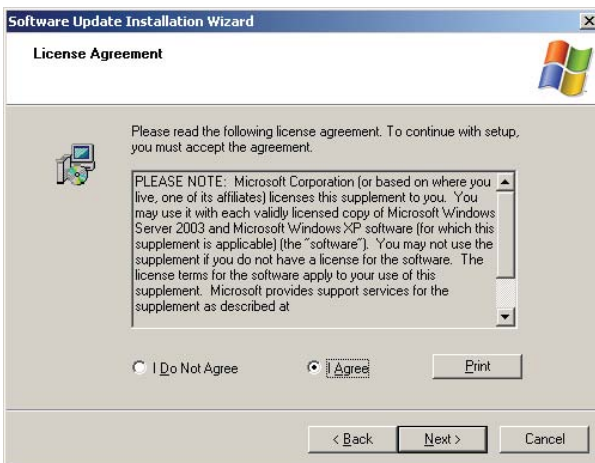 Software Update Installation Wizard
License Agreement
Please read the following license agreement. To continue with setup,
you must accept the agreement.
PLEASE NOTE: Microsoft Corporation (or based on where you
live, one of its affiliates) licenses this supplement to you. You
may use it with each validly licensed copy of Microsoft Windows
Server 2003 and Microsoft Windows XP software (for which this
supplement is applicable) (the "software"). You may not use the
supplement if you do not have a license for the software. The
license terms for the software apply to your use of this
supplement. Microsoft provides support services for the
supplement as described at
I Do Not Agree
I Agree
Print
< Back
Next >
Cancel